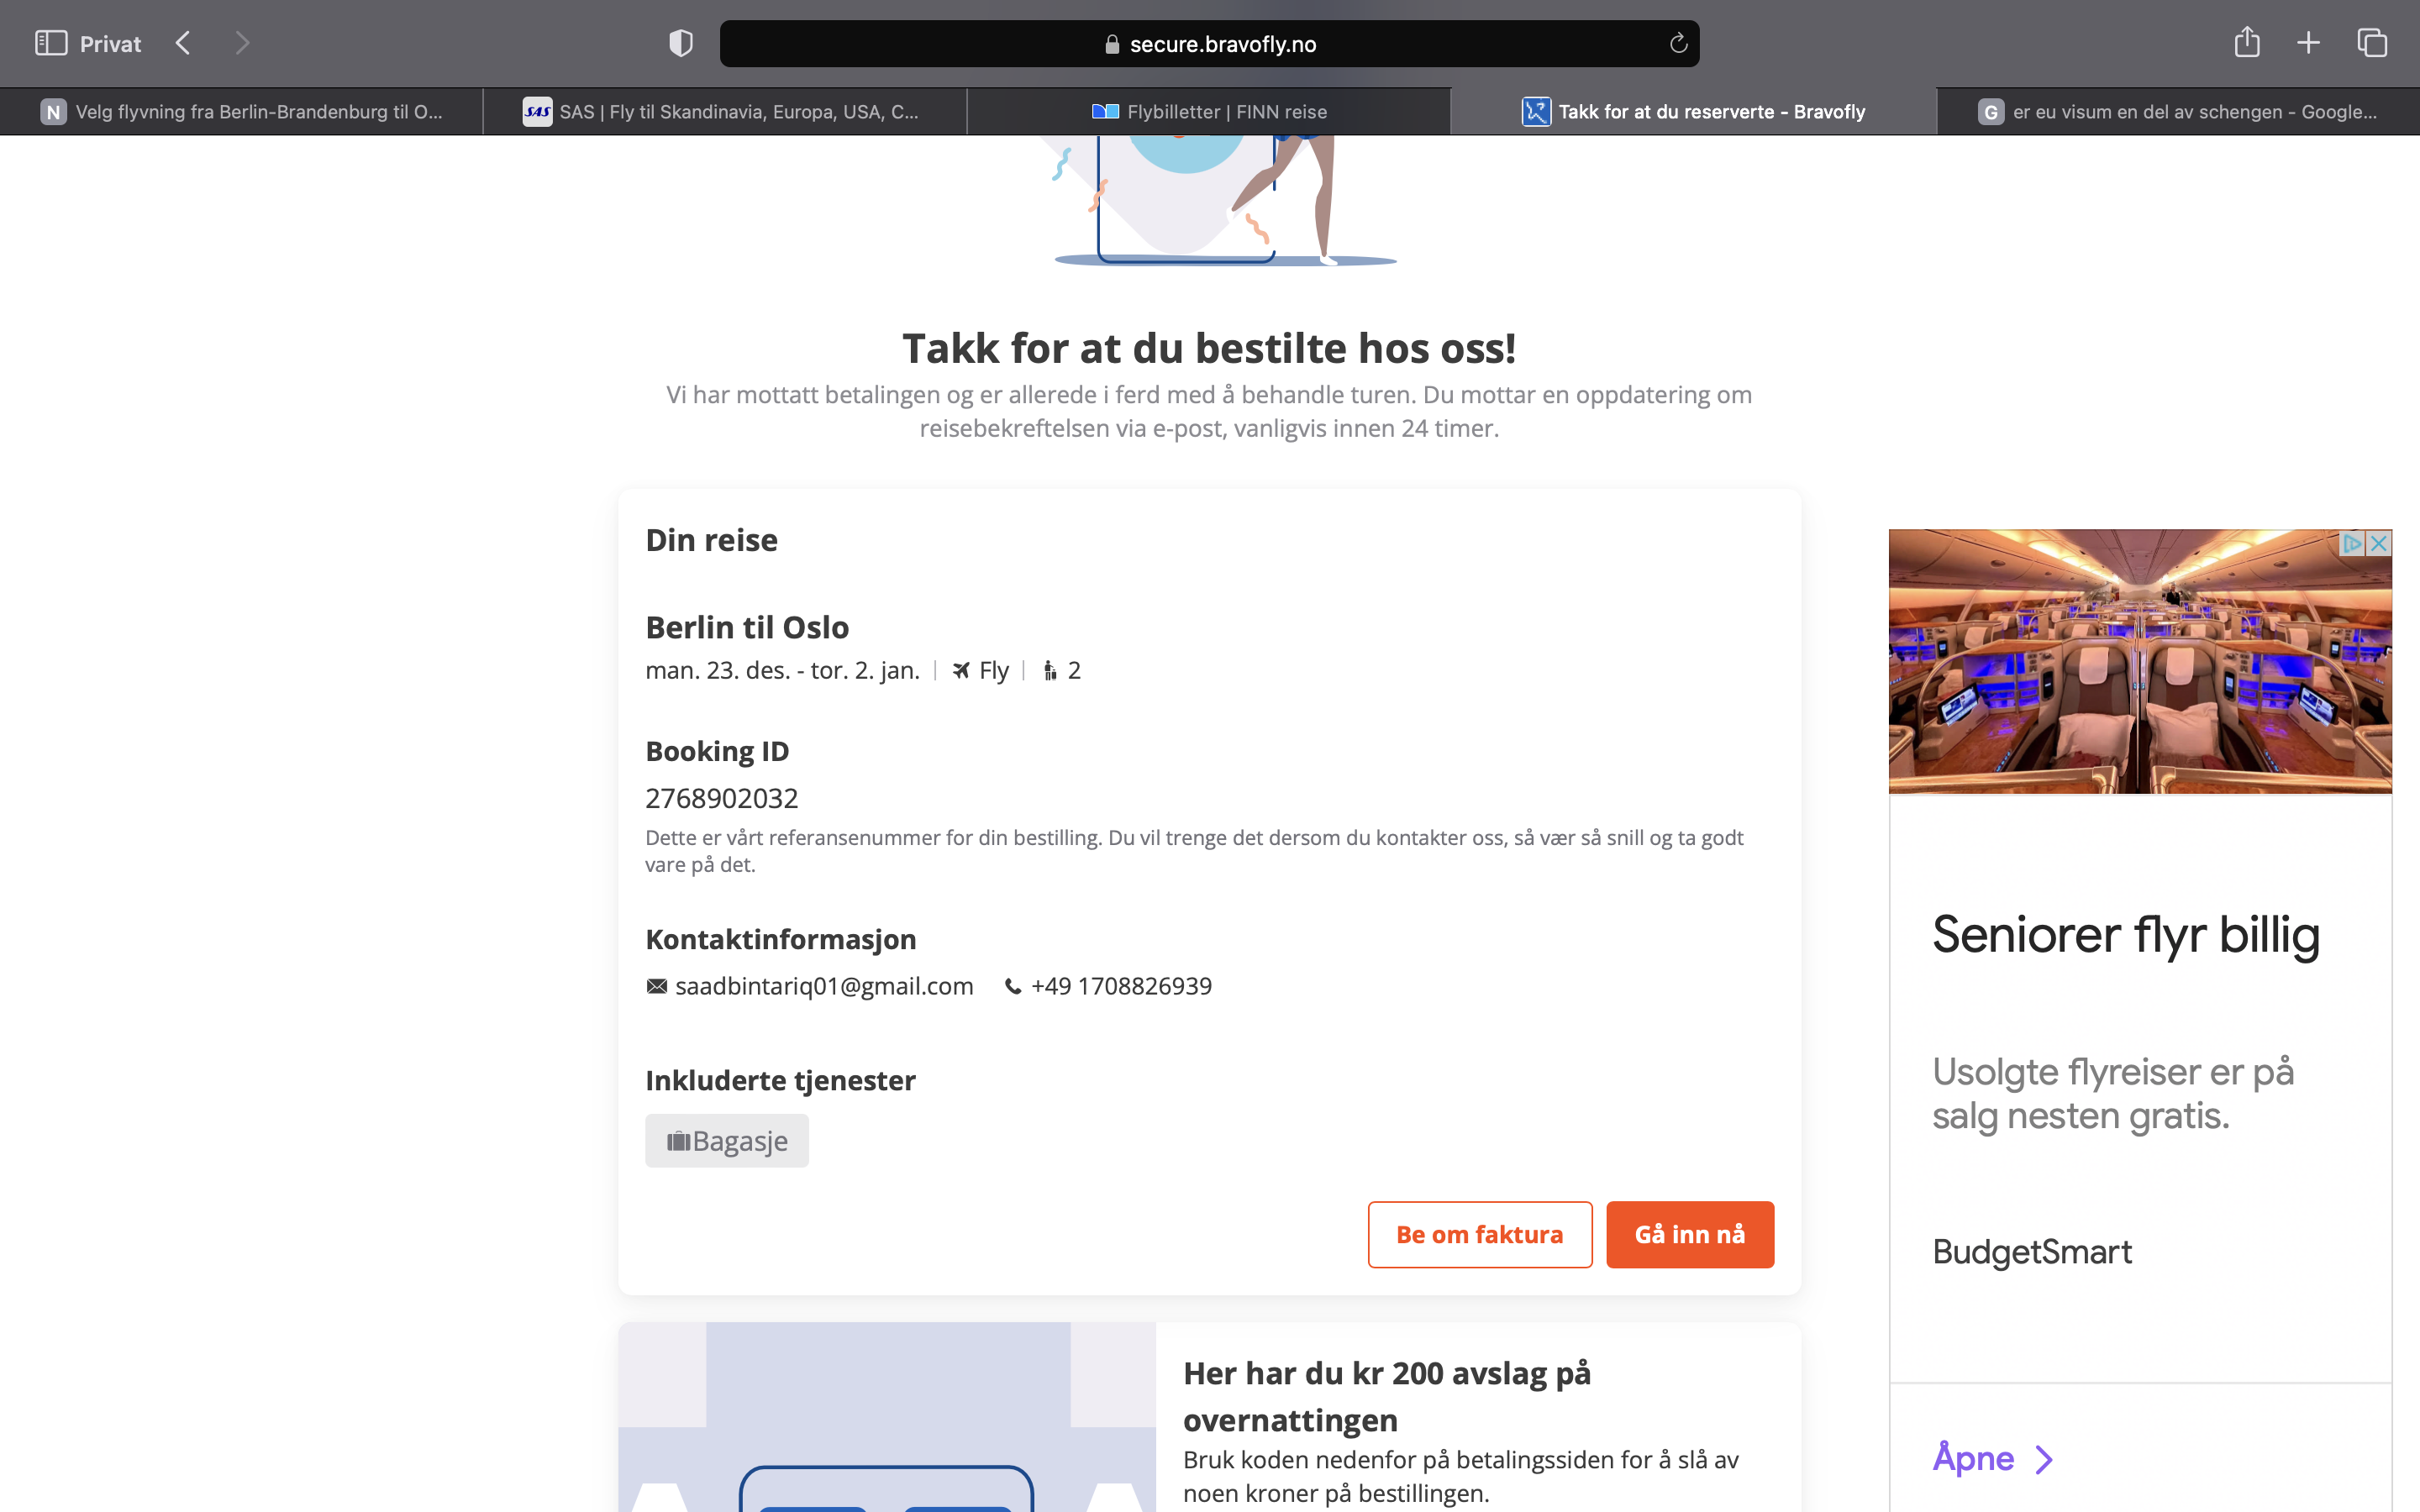 Privat
secure.bravofly.no
N Velg flyvning fra Berlin-Brandenburg til O...
SAS SAS | Fly til Skandinavia, Europa, USA, C...
Flybilletter | FINN reise
Takk for at du reserverte - Bravofly
G er eu visum en del av schengen - Google...
Takk for at du bestilte hos oss!
Vi har mottatt betalingen og er allerede i ferd med å behandle turen. Du mottar en oppdatering om
reisebekreftelsen via e-post, vanligvis innen 24 timer.
Din reise
Berlin til Oslo
man. 23. des. - tor. 2. jan. | Fly | 2
Booking ID
2768902032
Dette er vårt referansenummer for din bestilling. Du vil trenge det dersom du kontakter oss, så vær så snill og ta godt
vare på det.
Kontaktinformasjon
saadbintariq01@gmail.com +49 1708826939
Inkluderte tjenester
Bagasje
Be om faktura
Gå inn nå
Her har du kr 200 avslag på
overnattingen
Bruk koden nedenfor på betalingssiden for å slå av
noen kroner på bestillingen.
Seniorer flyr billig
Usolgte flyreiser er på
salg nesten gratis.
BudgetSmart
Åpne